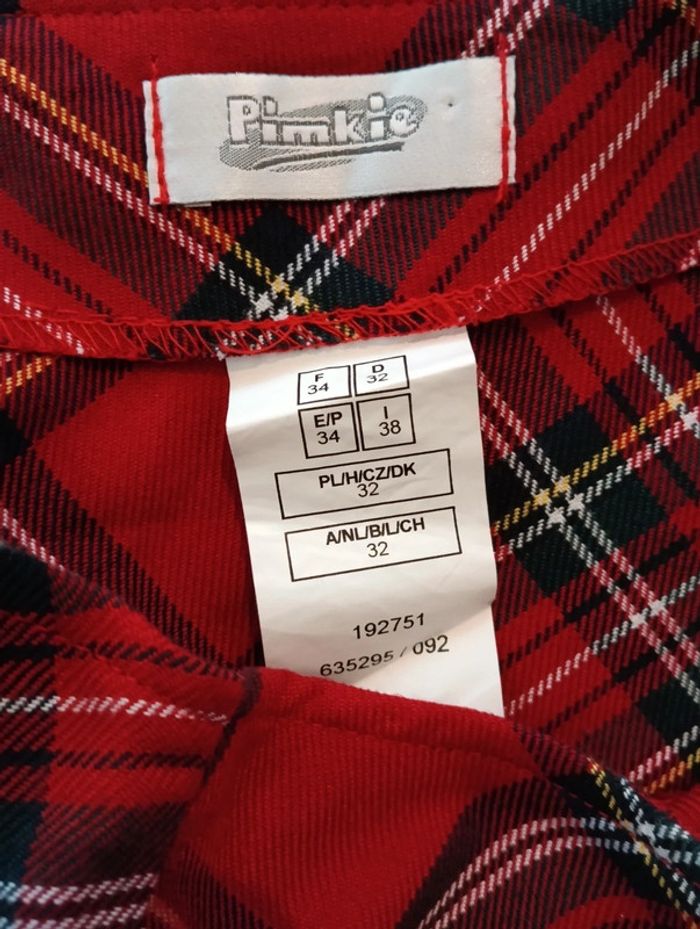 Pimkie
F
34
D
32
E/P
34
I
38
PL/H/CZ/DK
32
A/NL/B/L/CH
32
192751
635295 / 092